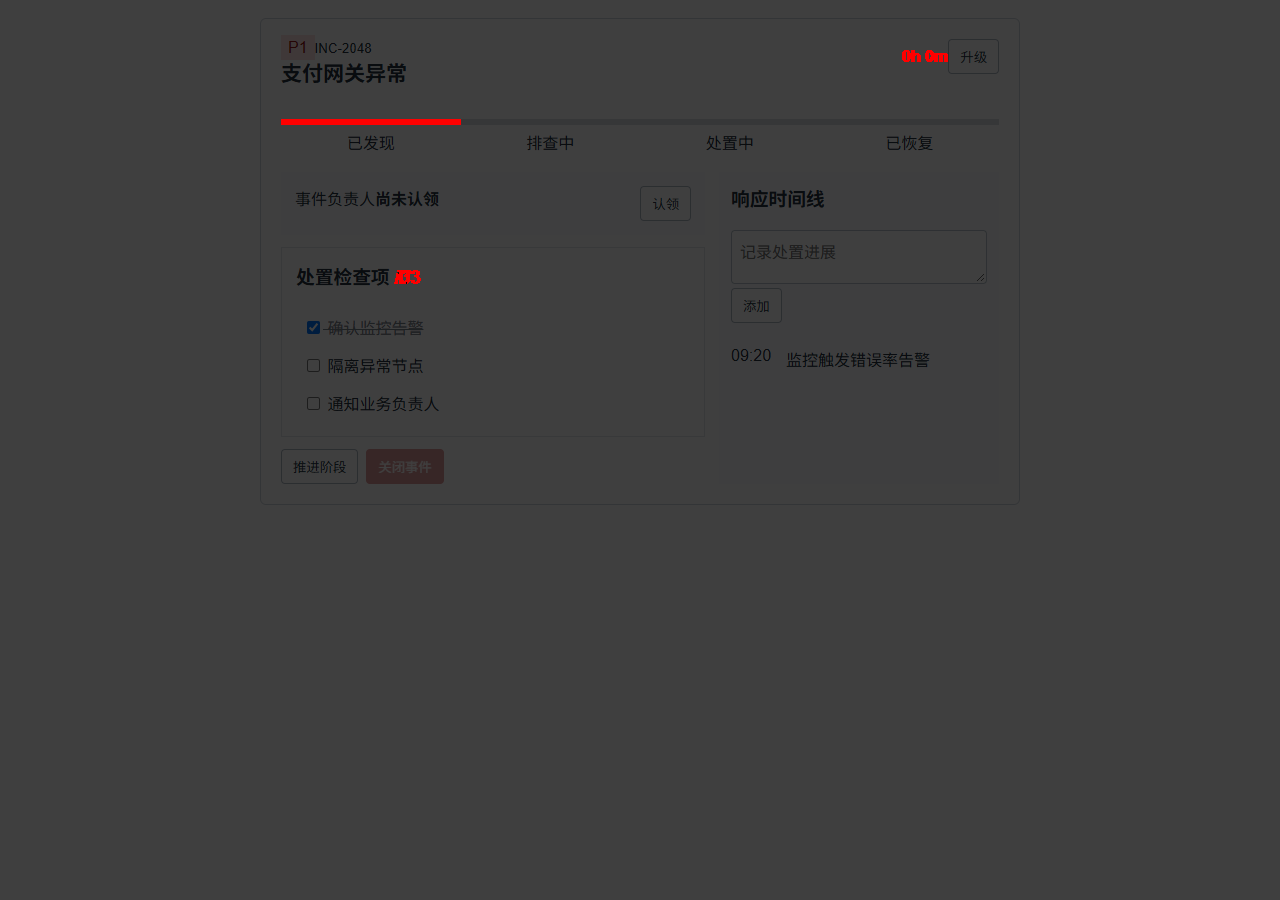 P1 INC-2048
支付网关异常
升级
已发现 排查中 处置中 已恢复
事件负责人尚未认领
认领
处置检查项
确认监控告警
隔离异常节点
通知业务负责人
推进阶段 关闭事件
响应时间线
记录处置进展
添加
09:20 监控触发错误率告警